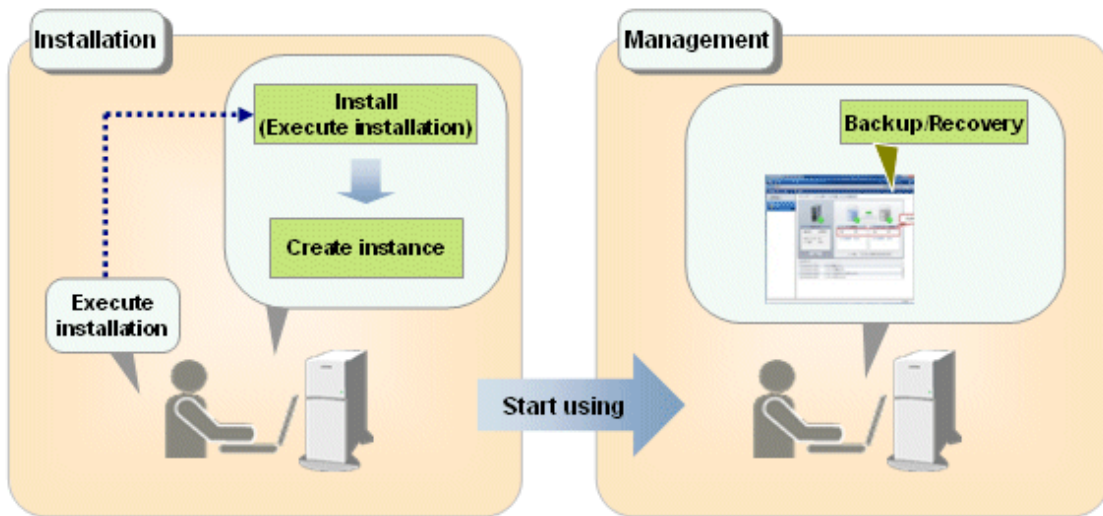 Installation
Install
(Execute installation)
Create instance
Execute
installation
Start using
Management
Backup/Recovery